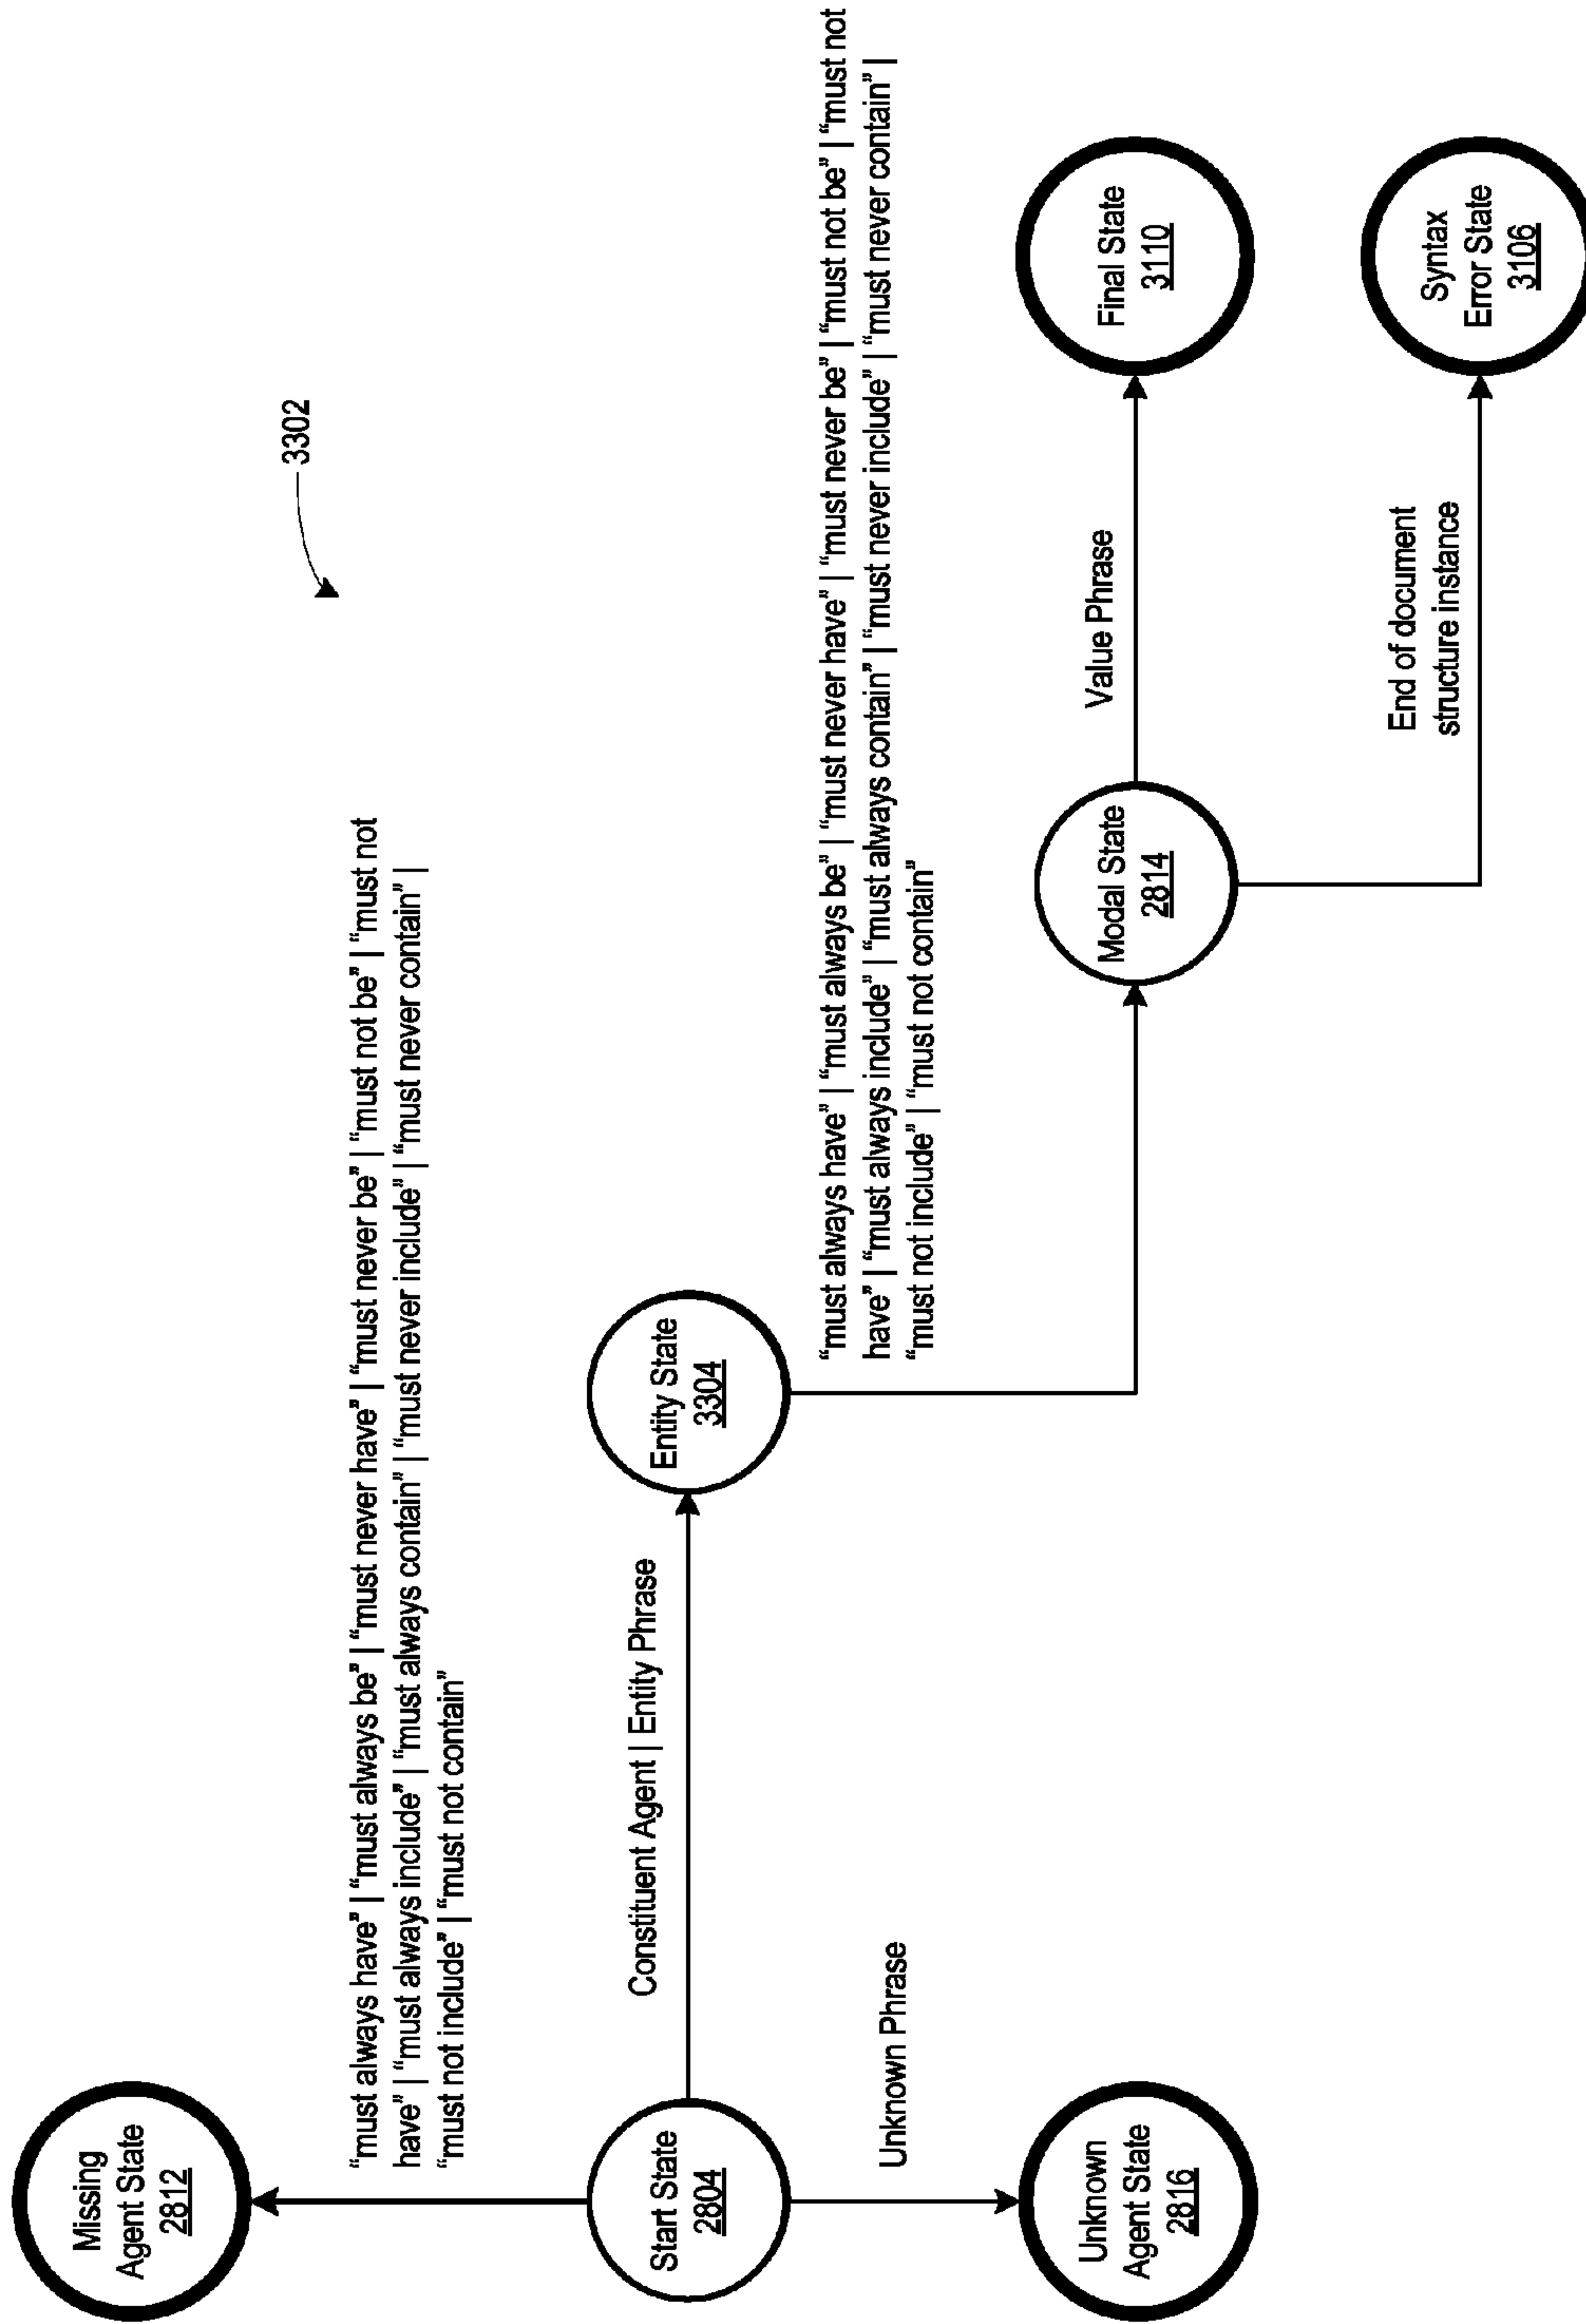 3302
Missing
Agent State
2812
“must always have” | “must always be” | “must never have” | “must never be” | “must not be” | “must not
have” | “must always include” | “must always contain” | “must never include” | “must never contain” |
“must not include” | “must not contain”
Start State
2804
Constituent Agent | Entity Phrase
Entity State
3304
“must always have” | “must always be” | “must never have” | “must never be” | “must not be” | “must not
have” | “must always include” | “must always contain” | “must never include” | “must never contain” |
“must not include” | “must not contain”
Unknown Phrase
Unknown
Agent State
2816
Modal State
2814
Value Phrase
Final State
3110
End of document
structure instance
Syntax
Error State
3106